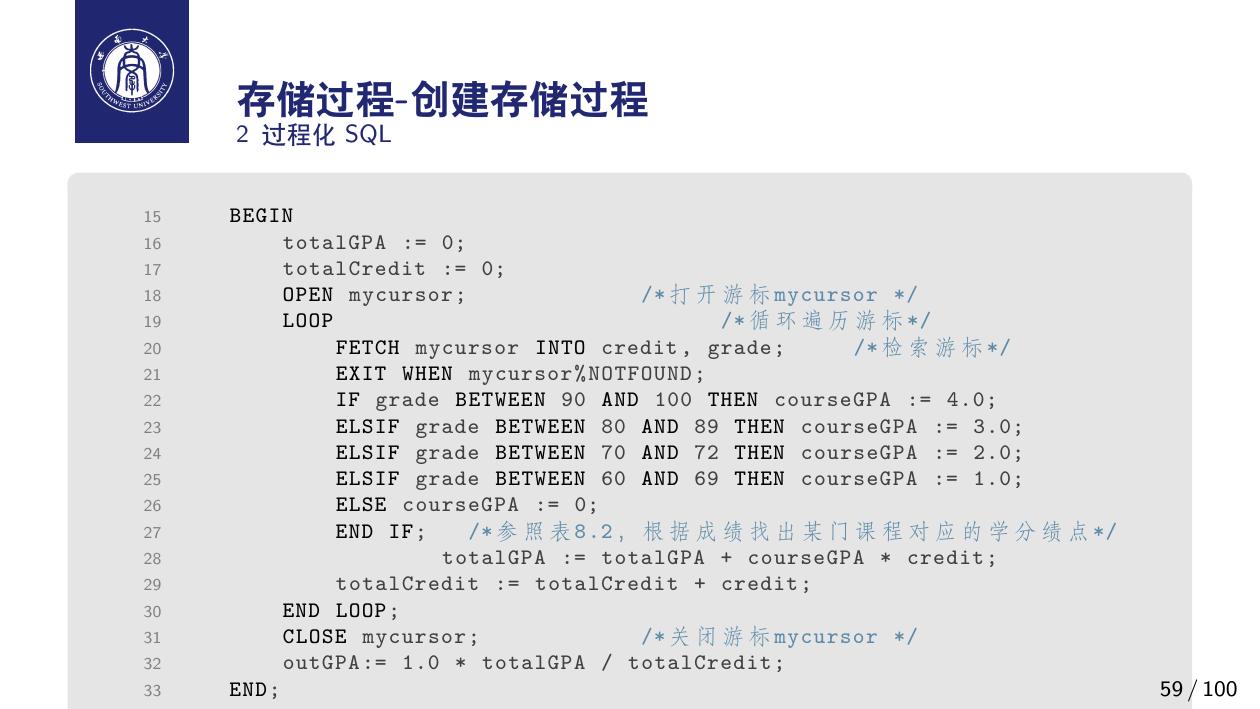 西南大学
SOUTHWEST UNIVERSITY
存储过程-创建存储过程
2 过程化 SQL
15 BEGIN
16 totalGPA := 0;
17 totalCredit := 0;
18 OPEN mycursor; /*打开游标mycursor */
19 LOOP /*循环遍历游标*/
20 FETCH mycursor INTO credit, grade; /*检索游标*/
21 EXIT WHEN mycursor%NOTFOUND;
22 IF grade BETWEEN 90 AND 100 THEN courseGPA := 4.0;
23 ELSIF grade BETWEEN 80 AND 89 THEN courseGPA := 3.0;
24 ELSIF grade BETWEEN 70 AND 72 THEN courseGPA := 2.0;
25 ELSIF grade BETWEEN 60 AND 69 THEN courseGPA := 1.0;
26 ELSE courseGPA := 0;
27 END IF; /*参照表8.2, 根据成绩找出某门课程对应的学分绩点*/
28 totalGPA := totalGPA + courseGPA * credit;
29 totalCredit := totalCredit + credit;
30 END LOOP;
31 CLOSE mycursor; /*关闭游标mycursor */
32 outGPA:= 1.0 * totalGPA / totalCredit;
33 END;
59 / 100